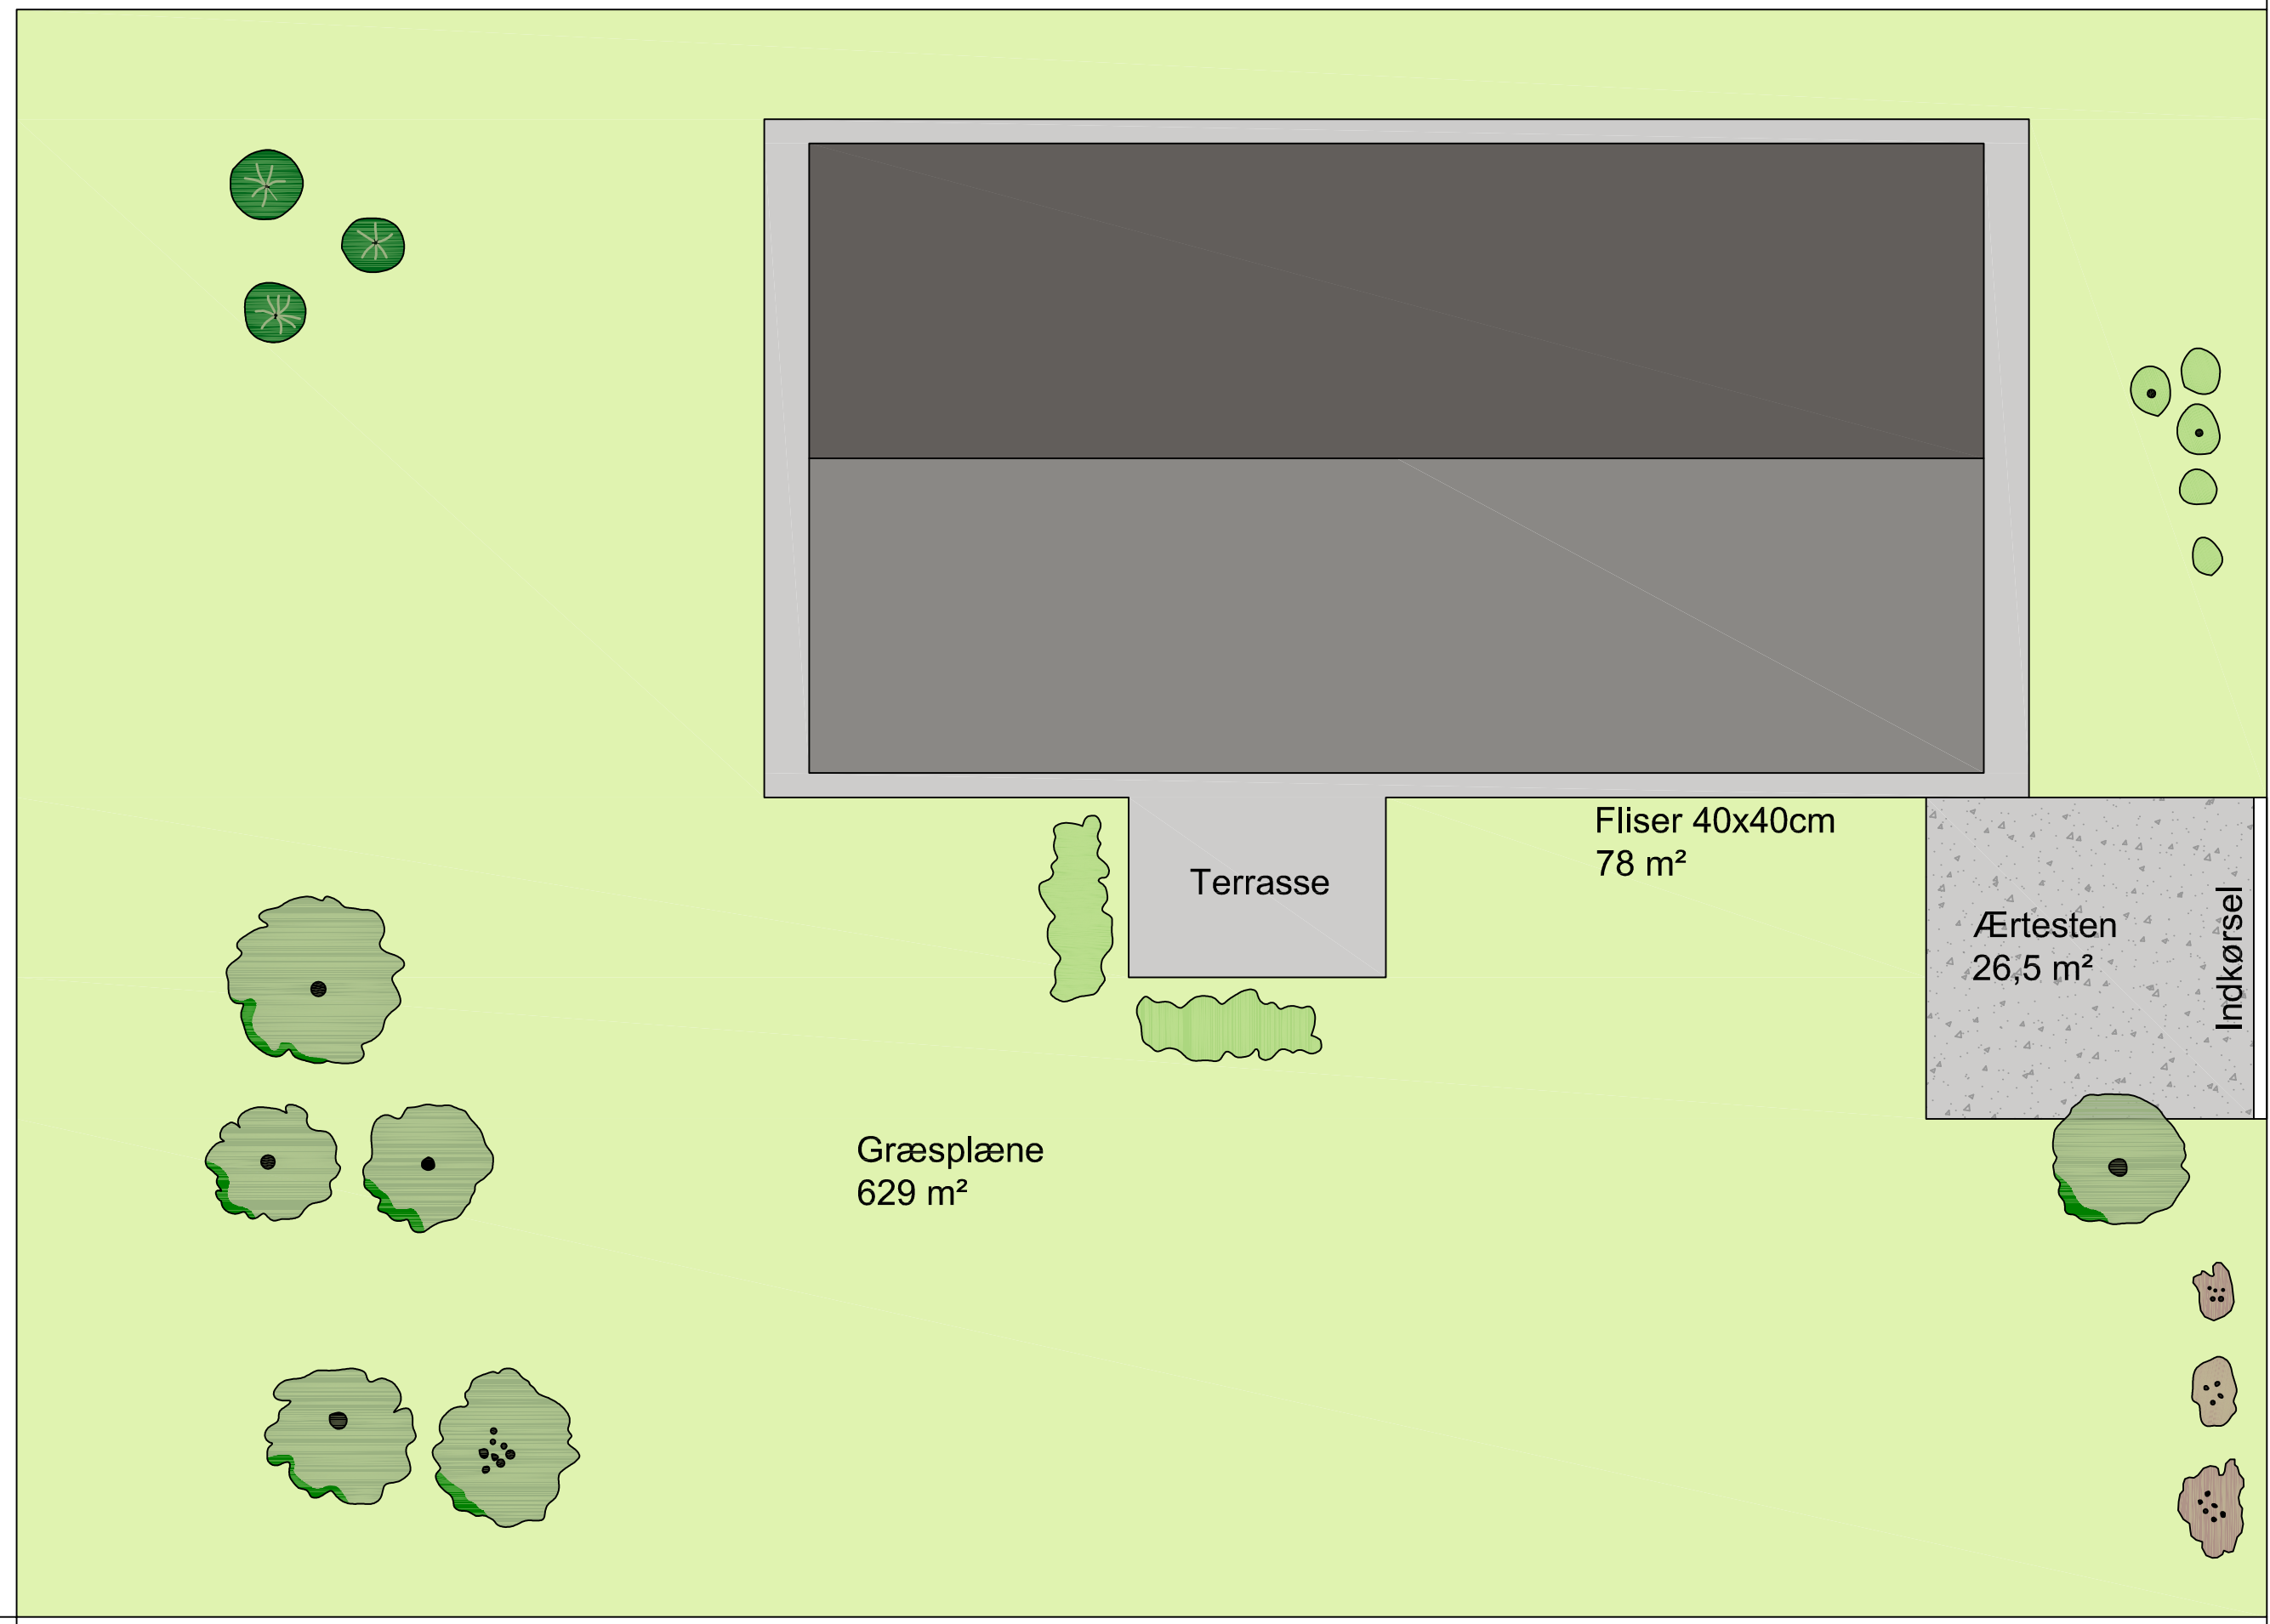 Fliser 40x40cm
78 m²
Terrasse
Ærtesten
26,5 m²
Indkørsel
Græsplæne
629 m²